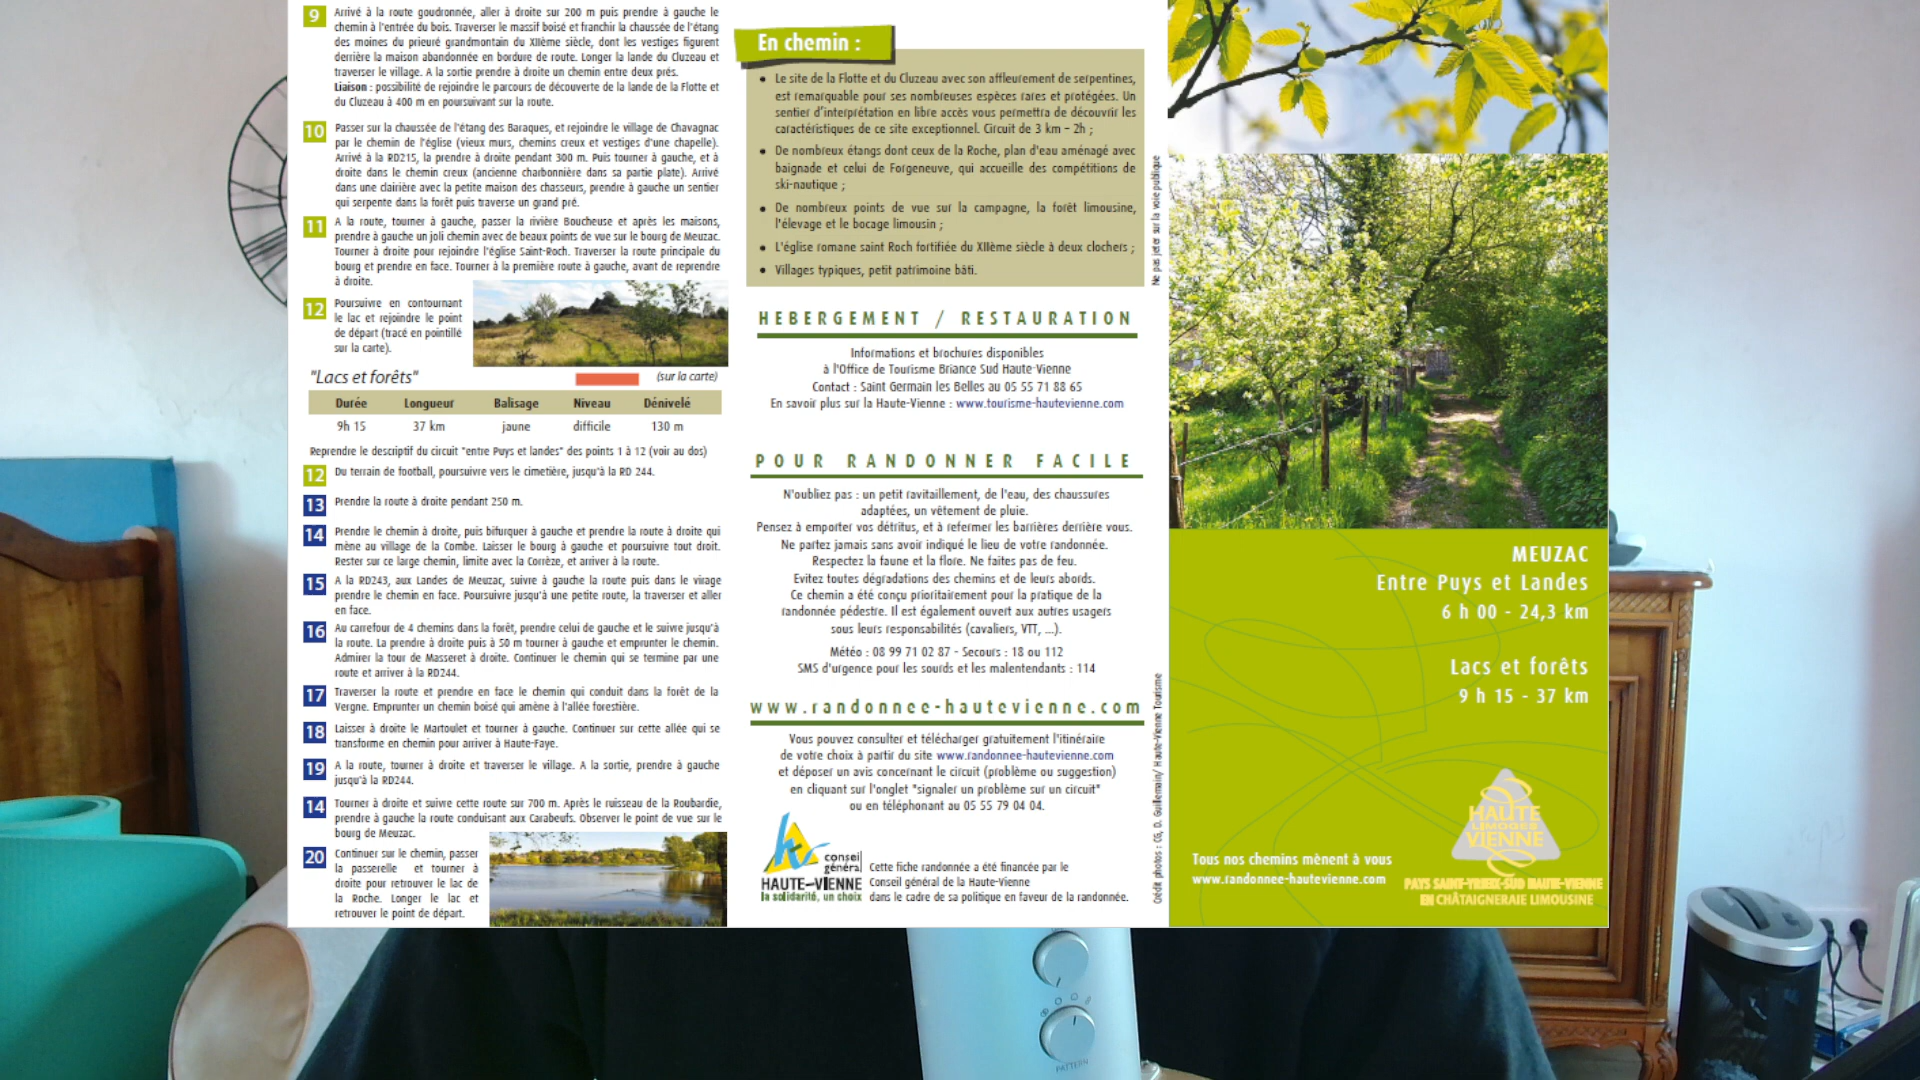 9 Arrivé à la route goudronnée, aller à droite sur 200 m puis prendre à gauche le
chemin à l'entrée du bois. Traverser le massif boisé et franchir la chaussée de l'étang
des moines du prieuré grandmontain du XIIème siècle, dont les vestiges figurent
derrière la maison abandonnée en bordure de route. Longer la lande du Cluzeau et
traverser le village. A la sortie prendre à droite un chemin entre deux prés.
Liaison : possibilité de rejoindre le parcours de découverte de la lande de la Flotte et
du Cluzeau à 400 m en poursuivant sur la route.
10 Passer sur la chaussée de l'étang des Baraques, et rejoindre le village de Chavagnac
par le chemin de l'église (vieux murs, chemins creux et vestiges d'une chapelle).
Arrivé à la RD215, la prendre à droite pendant 300 m. Puis tourner à gauche, et à
droite dans le chemin creux (ancienne charbonnière dans sa partie plate). Arrivé
dans une clairière avec la petite maison des chasseurs, prendre à gauche un sentier
qui serpente dans la forêt puis traverse un grand pré.
11 A la route, tourner à gauche, passer la rivière Boucheuse et après les maisons,
prendre à gauche un joli chemin avec de beaux points de vue sur le bourg de Meuzac.
Tourner à droite pour rejoindre l'église Saint-Roch. Traverser la route principale du
bourg et prendre en face. Tourner à la première route à gauche, avant de reprendre
à droite.
12 Poursuivre en contournant
le lac et rejoindre le point
de départ (tracé en pointillé
sur la carte).
"Lacs et forêts" (sur la carte)
Durée Longueur Balisage Niveau Dénivelé
9h 15 37 km jaune difficile 130 m
Reprendre le descriptif du circuit "entre Puys et landes" des points 1 à 12 (voir au dos)
12 Du terrain de football, poursuivre vers le cimetière, jusqu'à la RD 244.
13 Prendre la route à droite pendant 250 m.
14 Prendre le chemin à droite, puis bifurquer à gauche et prendre la route à droite qui
mène au village de la Combe. Laisser le bourg à gauche et poursuivre tout droit.
Rester sur ce large chemin, limite avec la Corrèze, et arriver à la route.
15 A la RD243, aux Landes de Meuzac, suivre à gauche la route puis dans le virage
prendre le chemin en face. Poursuivre jusqu'à une petite route, la traverser et aller
en face.
16 Au carrefour de 4 chemins dans la forêt, prendre celui de gauche et le suivre jusqu'à
la route. La prendre à droite puis à 50 m tourner à gauche et emprunter le chemin.
Admirer la tour de Masseret à droite. Continuer le chemin qui se termine par une
route et arriver à la RD244.
17 Traverser la route et prendre en face le chemin qui conduit dans la forêt de la
Vergne. Emprunter un chemin boisé qui amène à l'allée forestière.
18 Laisser à droite le Martoulet et tourner à gauche. Continuer sur cette allée qui se
transforme en chemin pour arriver à Haute-Faye.
19 A la route, tourner à droite et traverser le village. A la sortie, prendre à gauche
jusqu'à la RD244.
14 Tourner à droite et suivre cette route sur 700 m. Après le ruisseau de la Roubardie,
prendre à gauche la route conduisant aux Carabeufs. Observer le point de vue sur le
bourg de Meuzac.
20 Continuer sur le chemin, passer
la passerelle et tourner à
droite pour retrouver le lac de
la Roche. Longer le lac et
retrouver le point de départ.
En chemin :
• Le site de la Flotte et du Cluzeau avec son affleurement de serpentines,
est remarquable pour ses nombreuses espèces rares et protégées. Un
sentier d'interprétation en libre accès vous permettra de découvrir les
caractéristiques de ce site exceptionnel. Circuit de 3 km – 2h ;
• De nombreux étangs dont ceux de la Roche, plan d'eau aménagé avec
baignade et celui de Forgeneuve, qui accueille des compétitions de
ski-nautique ;
• De nombreux points de vue sur la campagne, la forêt limousine,
l'élevage et le bocage limousin ;
• L'église romane saint Roch fortifiée du XIIème siècle à deux clochers ;
• Villages typiques, petit patrimoine bâti.
HEBERGEMENT / RESTAURATION
Informations et brochures disponibles
à l'Office de Tourisme Briance Sud Haute-Vienne
Contact : Saint Germain les Belles au 05 55 71 88 65
En savoir plus sur la Haute-Vienne : www.tourisme-hautevienne.com
POUR RANDONNER FACILE
N'oubliez pas : un petit ravitaillement, de l'eau, des chaussures
adaptées, un vêtement de pluie.
Pensez à emporter vos détritus, et à refermer les barrières derrière vous.
Ne partez jamais sans avoir indiqué le lieu de votre randonnée.
Respectez la faune et la flore. Ne faites pas de feu.
Evitez toutes dégradations des chemins et de leurs abords.
Ce chemin a été conçu prioritairement pour la pratique de la
randonnée pédestre. Il est également ouvert aux autres usagers
sous leurs responsabilités (cavaliers, VTT, ...).
Météo : 08 99 71 02 87 - Secours : 18 ou 112
SMS d'urgence pour les sourds et les malentendants : 114
www.randonnee-hautevienne.com
Vous pouvez consulter et télécharger gratuitement l'itinéraire
de votre choix à partir du site www.randonnee-hautevienne.com
et déposer un avis concernant le circuit (problème ou suggestion)
en cliquant sur l'onglet "signaler un problème sur un circuit"
ou en téléphonant au 05 55 79 04 04.
conseil
général
HAUTE-VIENNE
la solidarité, un choix
Cette fiche randonnée a été financée par le
Conseil général de la Haute-Vienne
dans le cadre de sa politique en faveur de la randonnée.
Ne pas jeter sur la voie publique
Crédit photos : CG, D. Guillemain/ Haute-Vienne Tourisme
MEUZAC
Entre Puys et Landes
6 h 00 - 24,3 km
Lacs et forêts
9 h 15 - 37 km
HAUTE
LIMOGES
VIENNE
Tous nos chemins mènent à vous
www.randonnee-hautevienne.com
PAYS SAINT-YRIEIX-SUD HAUTE-VIENNE
EN CHÂTAIGNERAIE LIMOUSINE
PATTERN